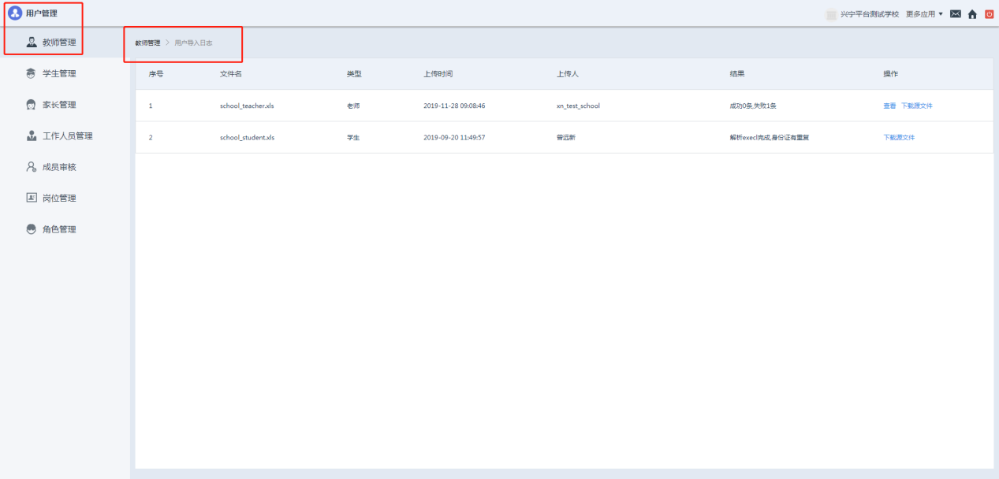 用户管理
兴宁平台测试学校 更多应用
教师管理
学生管理
家长管理
工作人员管理
成员审核
岗位管理
角色管理
教师管理 > 用户导入日志
序号 文件名 类型 上传时间 上传人 结果 操作
1 school_teacher.xls 老师 2019-11-28 09:08:46 xn_test_school 成功0条,失败1条 查看 下载源文件
2 school_student.xls 学生 2019-09-20 11:49:57 曾远新 解析execl完成,身份证有重复 下载源文件